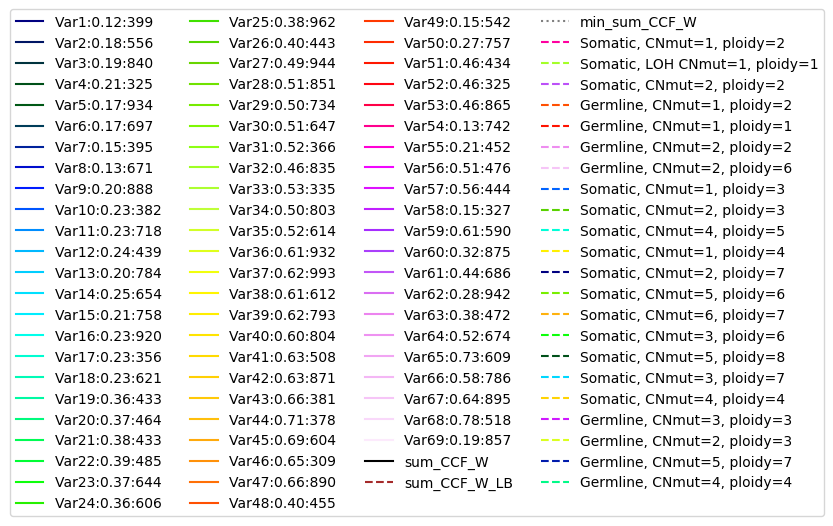 Var1:0.12:399
Var2:0.18:556
Var3:0.19:840
Var4:0.21:325
Var5:0.17:934
Var6:0.17:697
Var7:0.15:395
Var8:0.13:671
Var9:0.20:888
Var10:0.23:382
Var11:0.23:718
Var12:0.24:439
Var13:0.20:784
Var14:0.25:654
Var15:0.21:758
Var16:0.23:920
Var17:0.23:356
Var18:0.23:621
Var19:0.36:433
Var20:0.37:464
Var21:0.38:433
Var22:0.39:485
Var23:0.37:644
Var24:0.36:606
Var25:0.38:962
Var26:0.40:443
Var27:0.49:944
Var28:0.51:851
Var29:0.50:734
Var30:0.51:647
Var31:0.52:366
Var32:0.46:835
Var33:0.53:335
Var34:0.50:803
Var35:0.52:614
Var36:0.61:932
Var37:0.62:993
Var38:0.61:612
Var39:0.62:793
Var40:0.60:804
Var41:0.63:508
Var42:0.63:871
Var43:0.66:381
Var44:0.71:378
Var45:0.69:604
Var46:0.65:309
Var47:0.66:890
Var48:0.40:455
Var49:0.15:542
Var50:0.27:757
Var51:0.46:434
Var52:0.46:325
Var53:0.46:865
Var54:0.13:742
Var55:0.21:452
Var56:0.51:476
Var57:0.56:444
Var58:0.15:327
Var59:0.61:590
Var60:0.32:875
Var61:0.44:686
Var62:0.28:942
Var63:0.38:472
Var64:0.52:674
Var65:0.73:609
Var66:0.58:786
Var67:0.64:895
Var68:0.78:518
Var69:0.19:857
sum_CCF_W
sum_CCF_W_LB
min_sum_CCF_W
Somatic, CNmut=1, ploidy=2
Somatic, LOH CNmut=1, ploidy=1
Somatic, CNmut=2, ploidy=2
Germline, CNmut=1, ploidy=2
Germline, CNmut=1, ploidy=1
Germline, CNmut=2, ploidy=2
Germline, CNmut=2, ploidy=6
Somatic, CNmut=1, ploidy=3
Somatic, CNmut=2, ploidy=3
Somatic, CNmut=4, ploidy=5
Somatic, CNmut=1, ploidy=4
Somatic, CNmut=2, ploidy=7
Somatic, CNmut=5, ploidy=6
Somatic, CNmut=6, ploidy=7
Somatic, CNmut=3, ploidy=6
Somatic, CNmut=5, ploidy=8
Somatic, CNmut=3, ploidy=7
Somatic, CNmut=4, ploidy=4
Germline, CNmut=3, ploidy=3
Germline, CNmut=2, ploidy=3
Germline, CNmut=5, ploidy=7
Germline, CNmut=4, ploidy=4